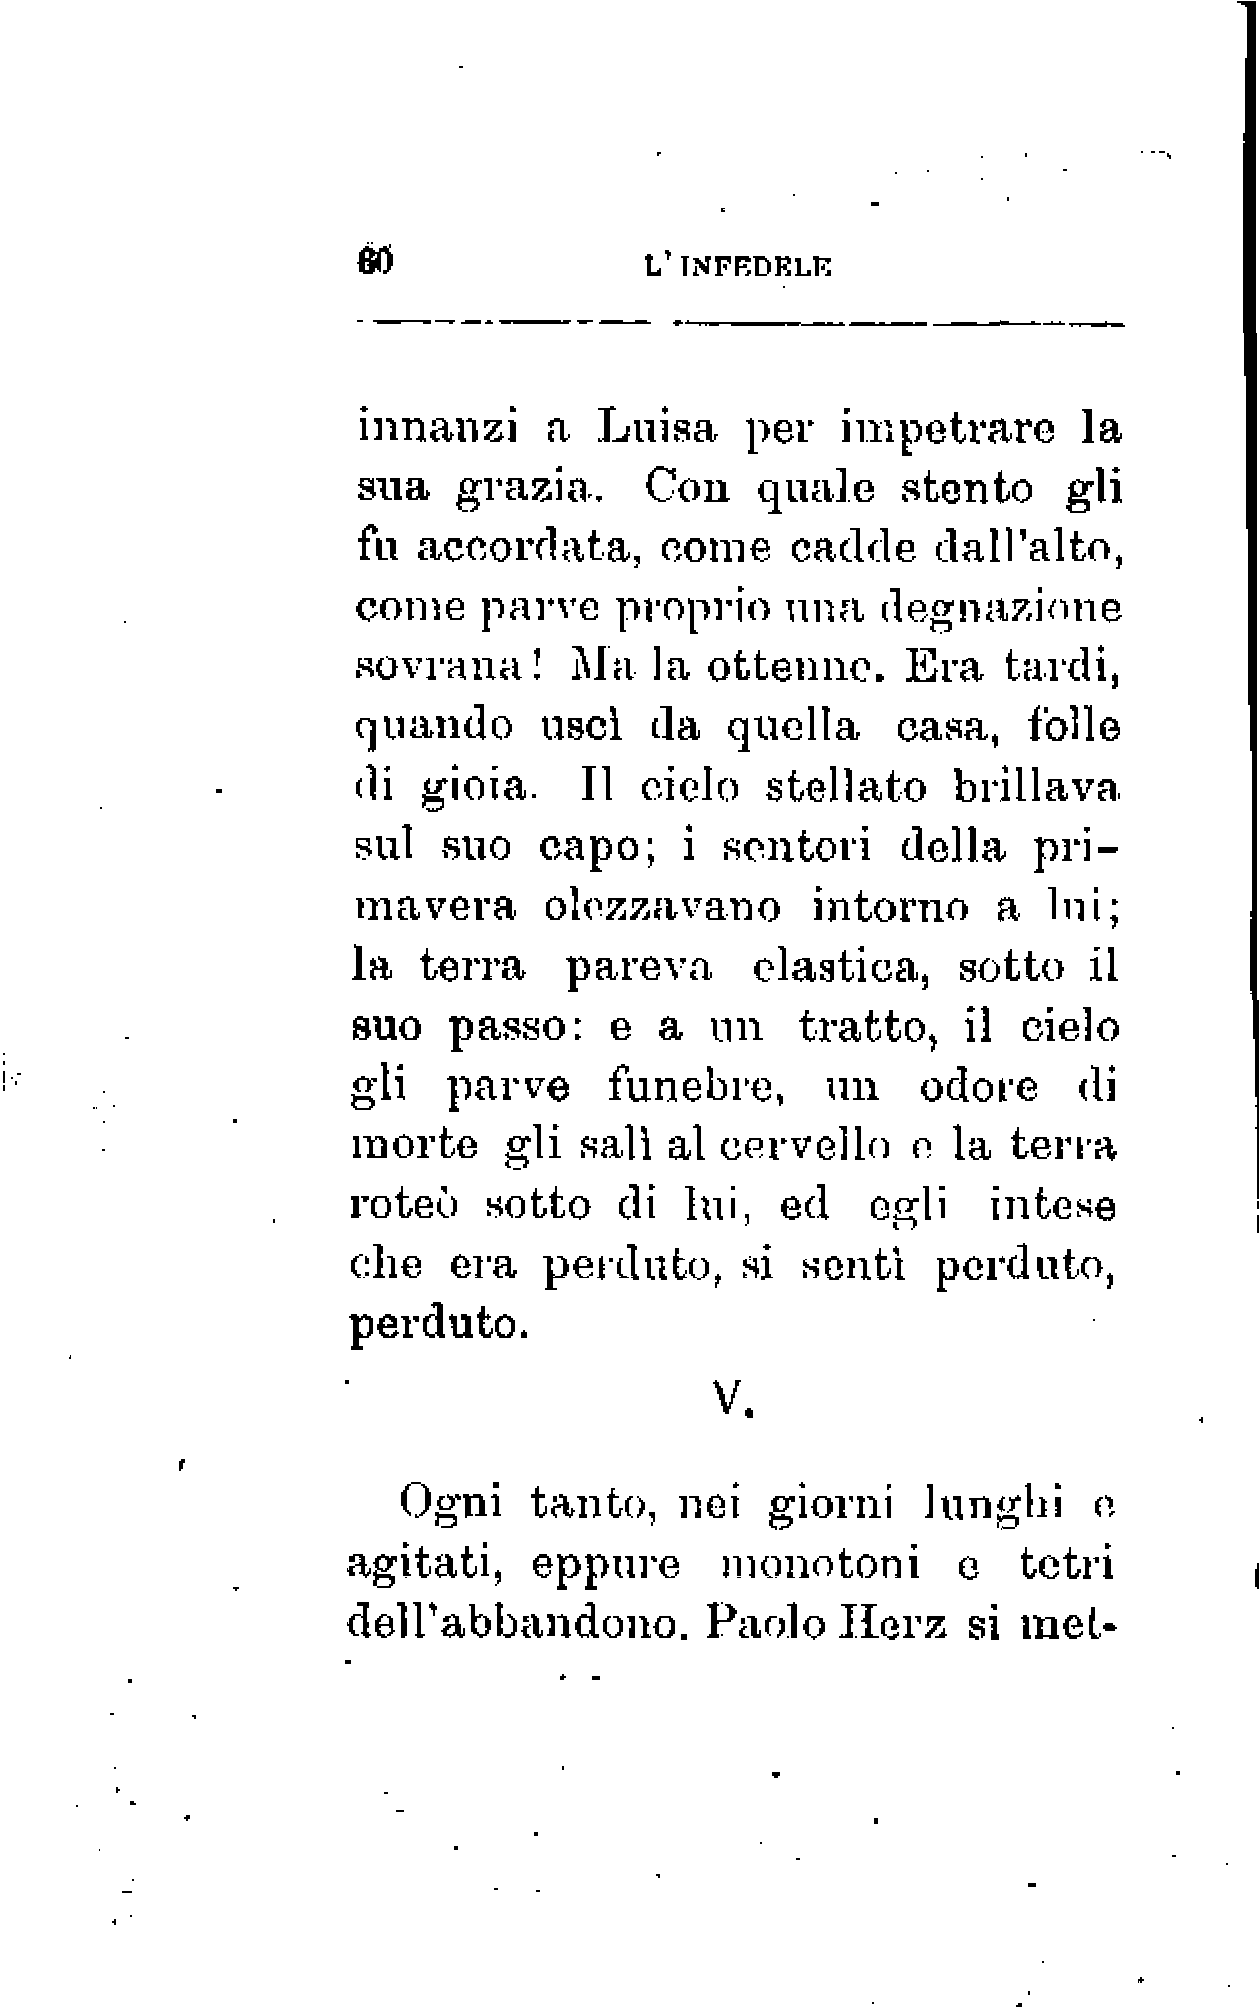 60 L' INFEDELE
innanzi a Luisa per impetrare la
sua grazia. Con quale stento gli
fu accordata, come cadde dall'alto,
come parve proprio una degnazione
sovrana! Ma la ottenne. Era tardi,
quando uscì da quella casa, folle
di gioia. Il cielo stellato brillava
sul suo capo; i sentori della pri-
mavera olezzavano intorno a lui;
la terra pareva elastica, sotto il
suo passo: e a un tratto, il cielo
gli parve funebre, un odore di
morte gli salì al cervello e la terra
roteò sotto di lui, ed egli intese
che era perduto, si sentì perduto,
perduto.
V.
Ogni tanto, nei giorni lunghi e
agitati, eppure monotoni e tetri
dell'abbandono. Paolo Herz si met-